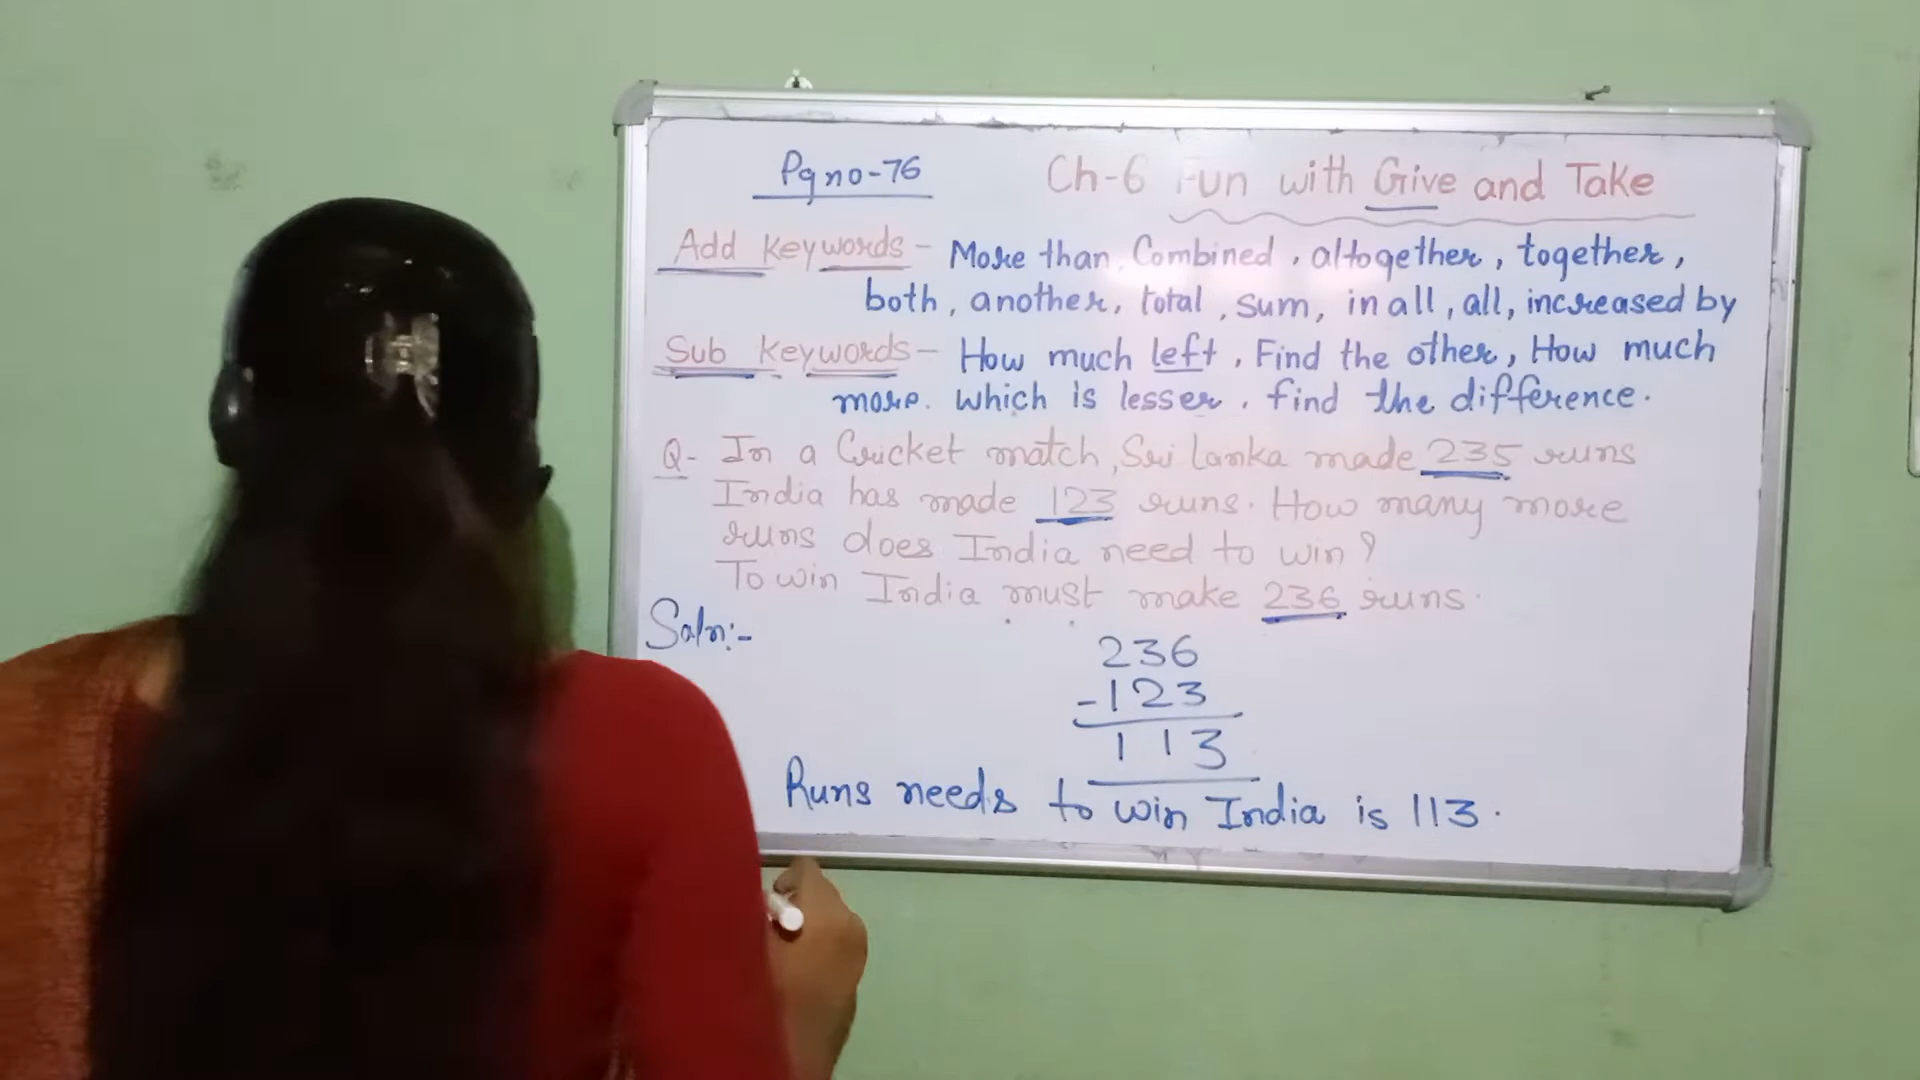 Pg no-76
Ch-6 Fun with Give and Take
Add Keywords - More than, Combined, altogether, together,
both, another, total, sum, in all, all, increased by
Sub Keywords - How much left, Find the other, How much
more. which is lesser, find the difference.
Q- In a Cricket match, Sri Lanka made 235 runs
India has made 123 runs. How many more
runs does India need to win?
To win India must make 236 runs.
Soln:-
236
-123
113
Runs needs to win India is 113.